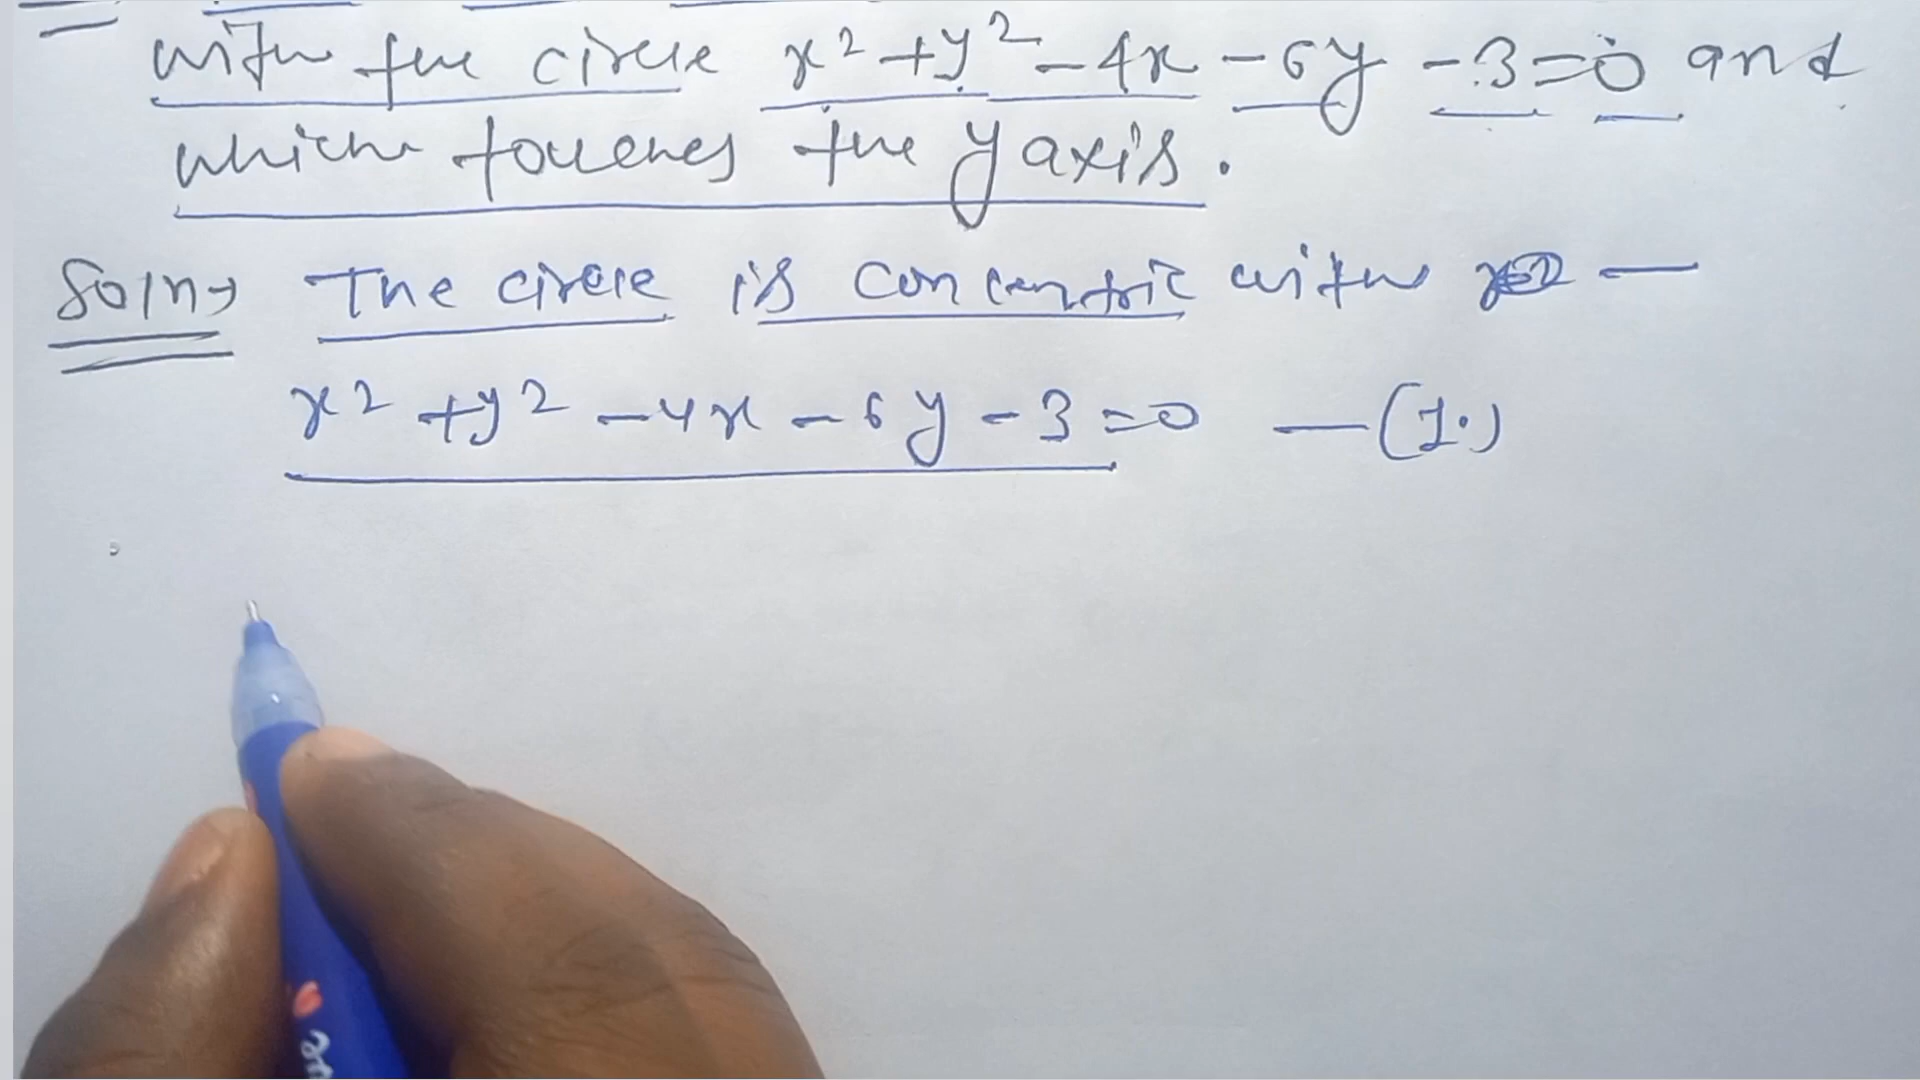 with the circle x² + y² - 4x - 6y - 3 = 0 and
which touches the y axis.
Soln → The circle is concentric with —
x² + y² - 4x - 6y - 3 = 0 — (1.)